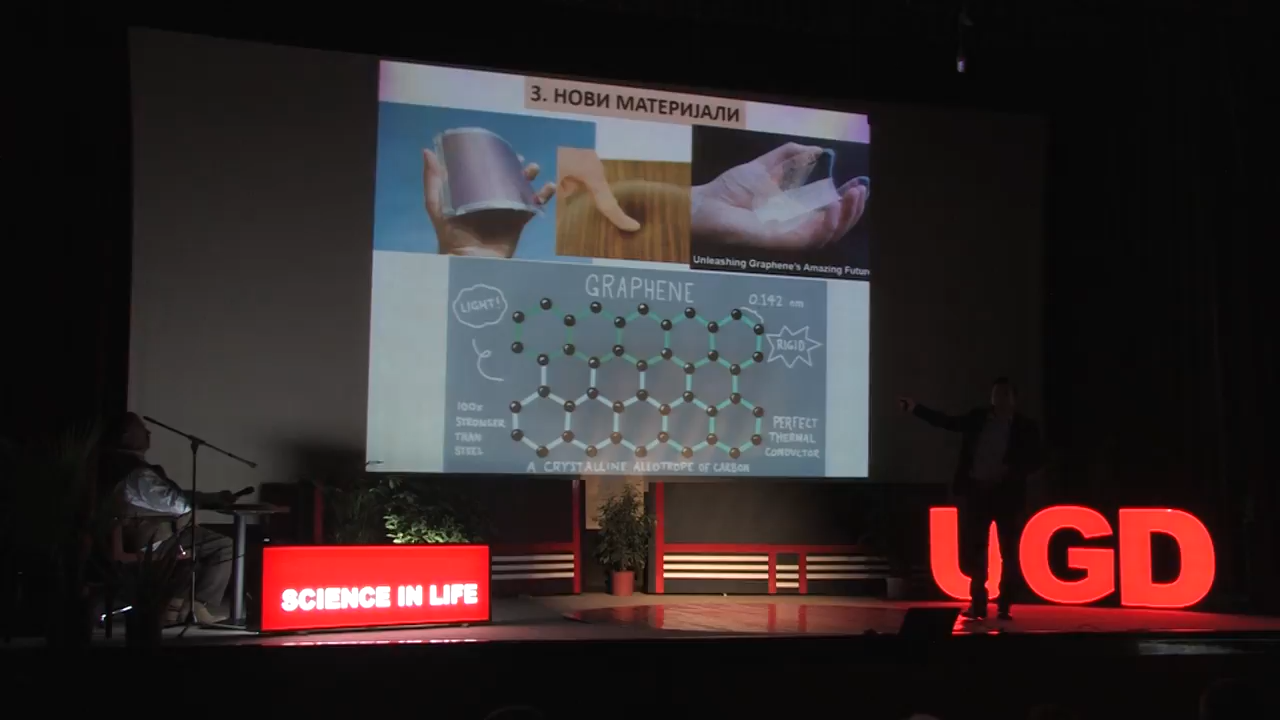 3. НОВИ МАТЕРИЈАЛИ
Unleashing Graphene's Amazing Futur
GRAPHENE
LIGHT!
0.142 nm
RIGID
100x
STRONGER
THAN
STEEL
PERFECT
THERMAL
CONDUCTOR
A CRYSTALLINE ALLOTROPE OF CARBON
SCIENCE IN LIFE
UGD